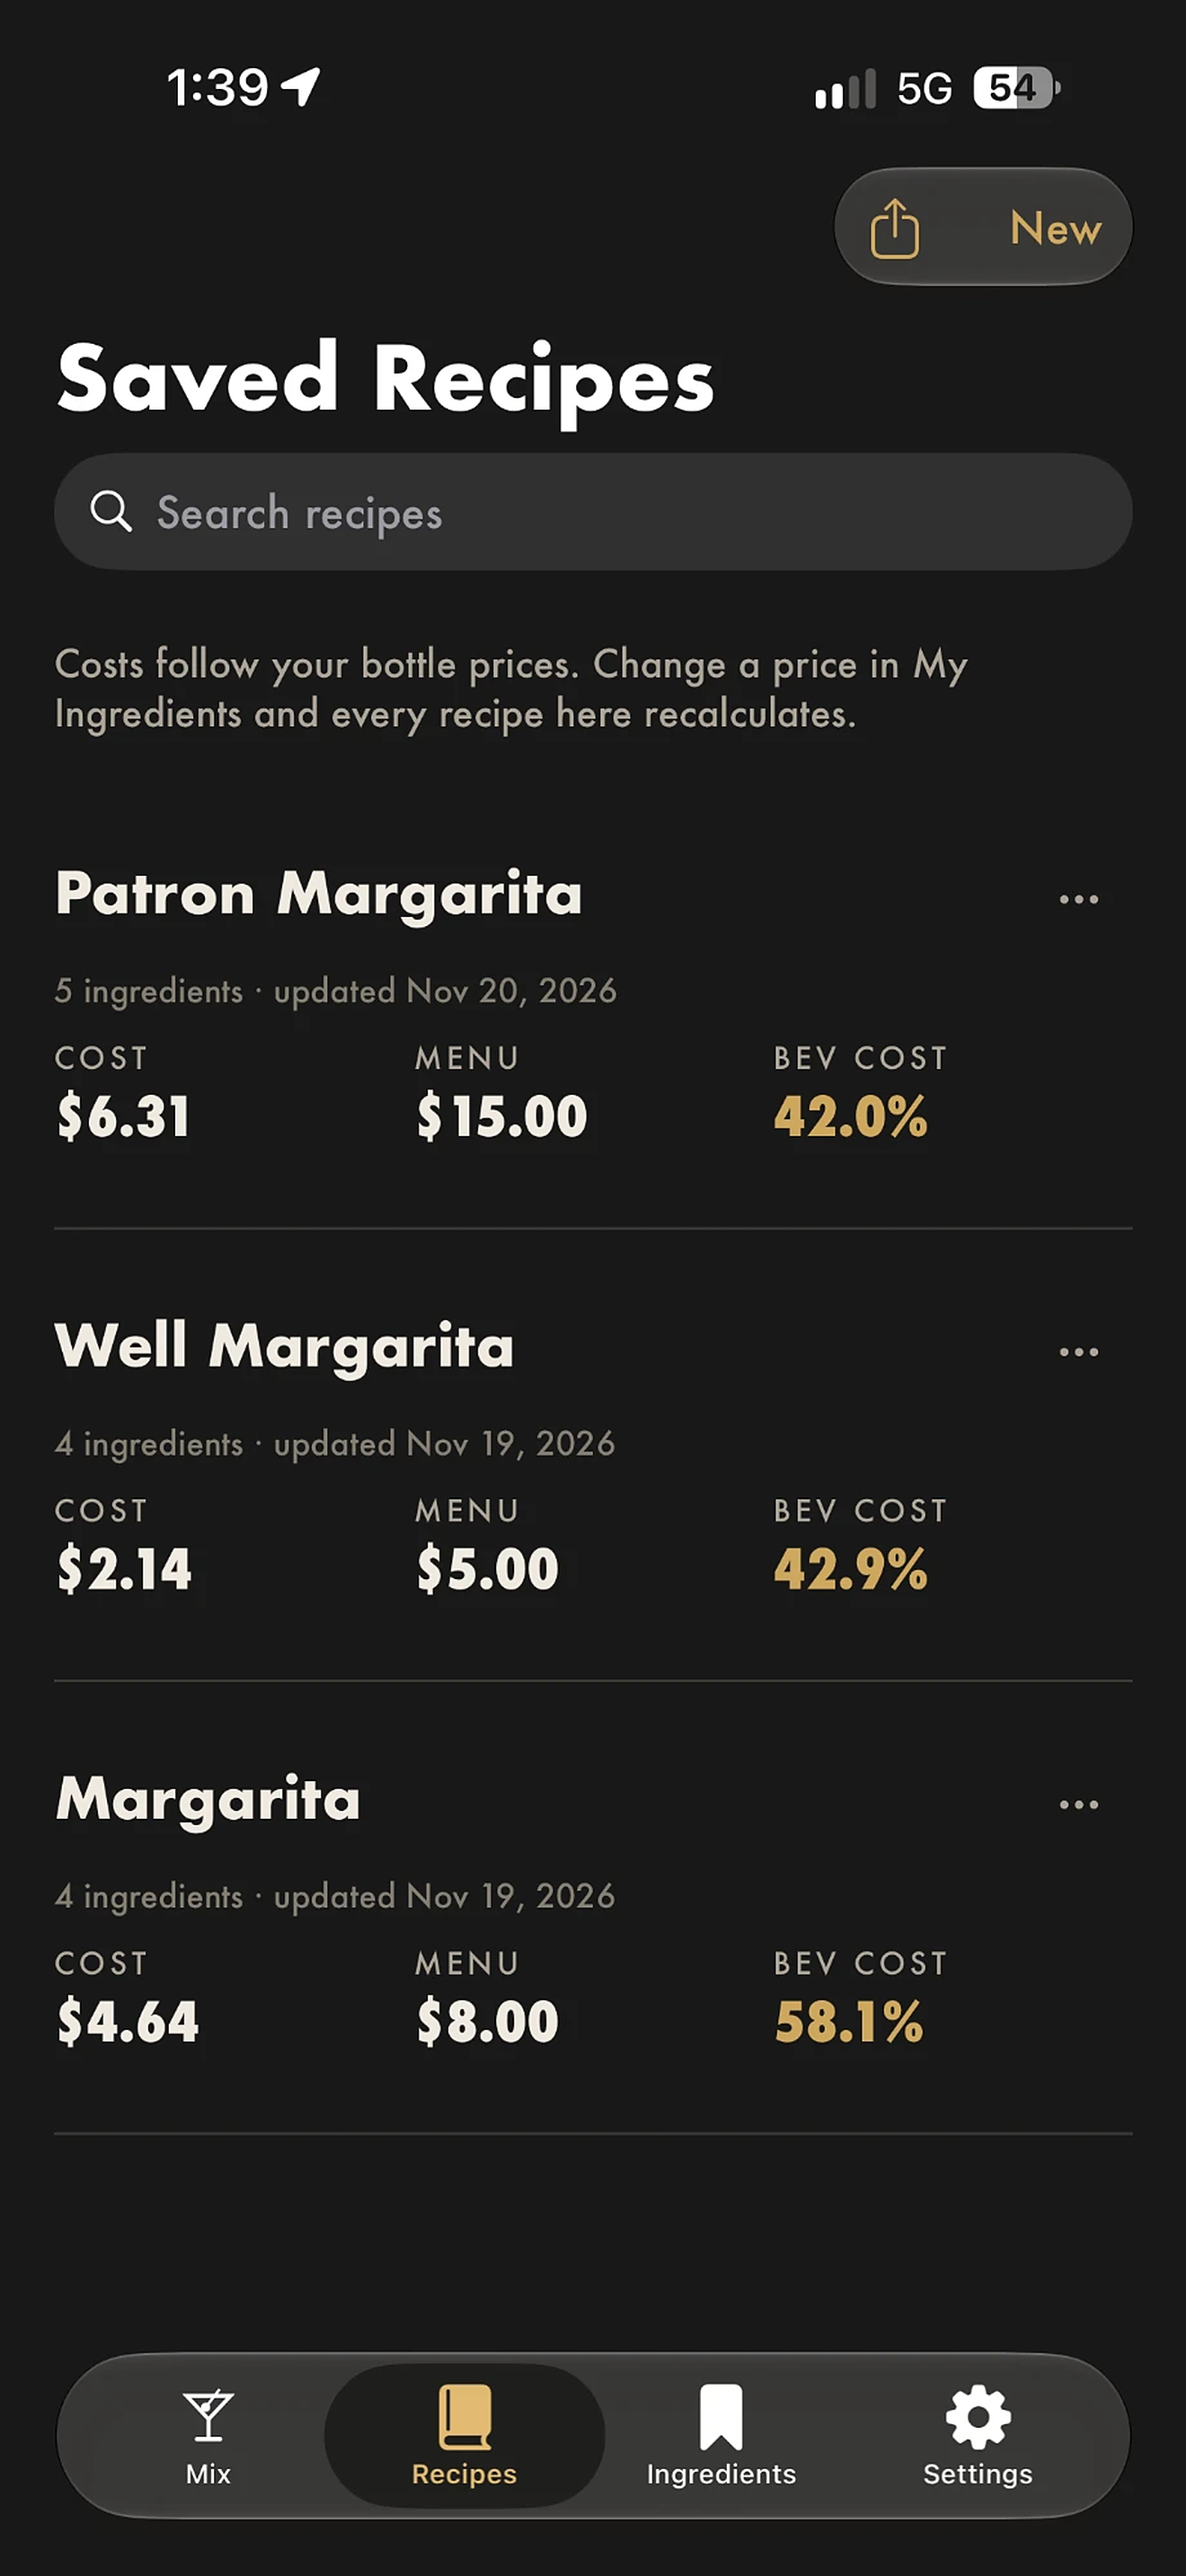 1:39 5G 54
New
Saved Recipes
Search recipes
Costs follow your bottle prices. Change a price in My
Ingredients and every recipe here recalculates.
Patron Margarita
5 ingredients · updated Nov 20, 2026
COST MENU BEV COST
$6.31 $15.00 42.0%
Well Margarita
4 ingredients · updated Nov 19, 2026
COST MENU BEV COST
$2.14 $5.00 42.9%
Margarita
4 ingredients · updated Nov 19, 2026
COST MENU BEV COST
$4.64 $8.00 58.1%
Mix Recipes Ingredients Settings